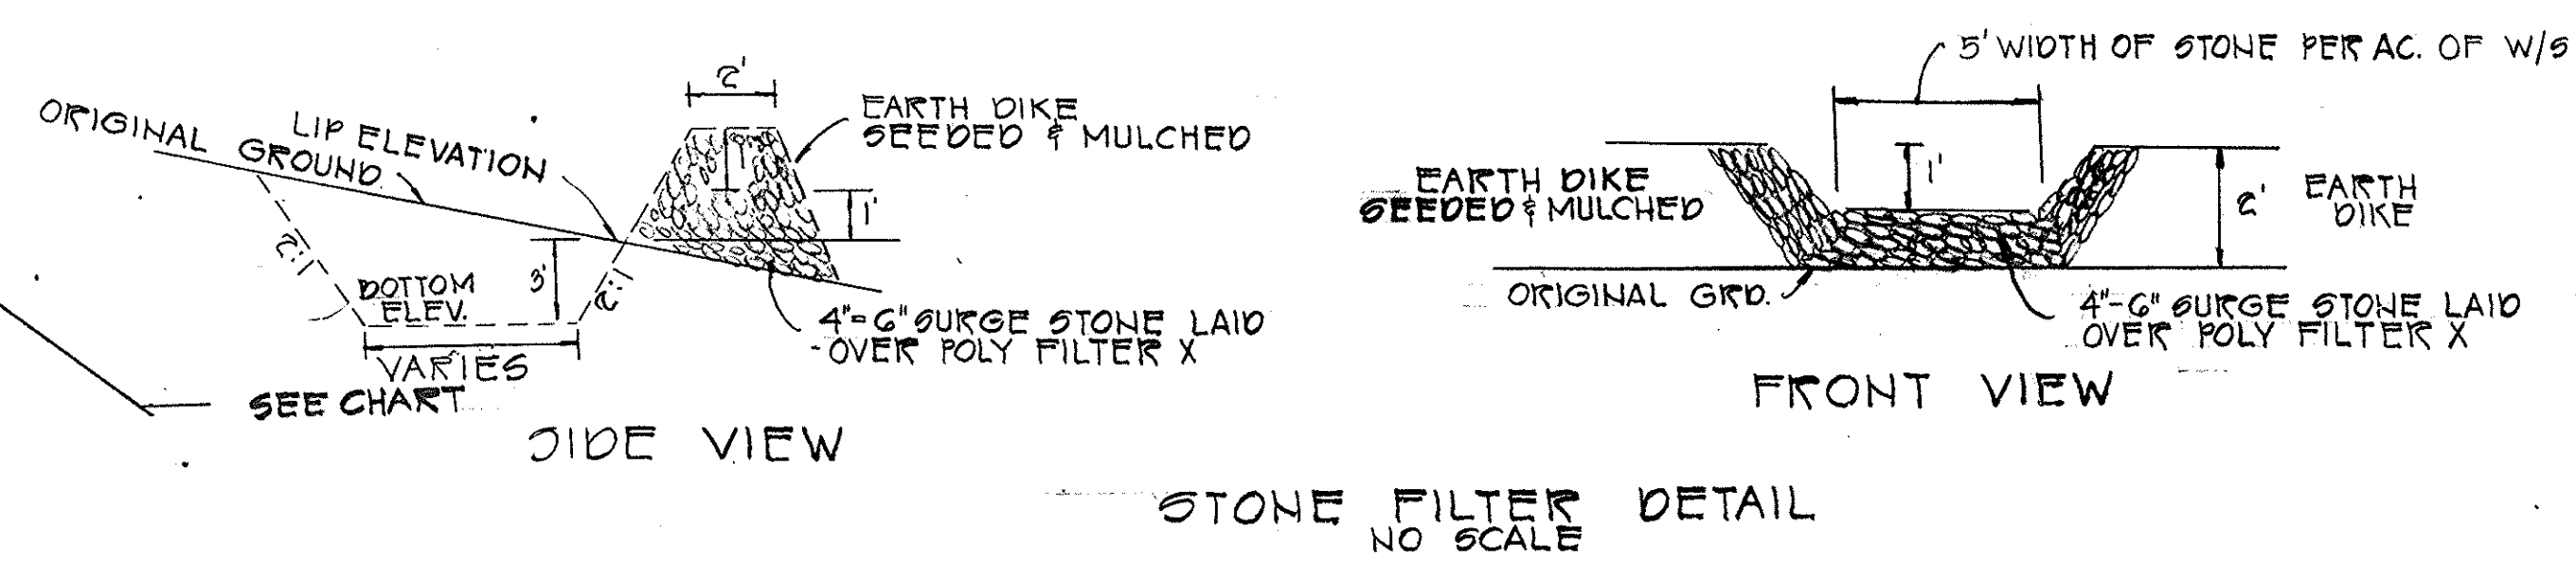 ORIGINAL GROUND
LIP ELEVATION
2'
EARTH DIKE
SEEDED & MULCHED
1'
1'
2:1
BOTTOM
ELEV.
3'
2:1
VARIES
SEE CHART
4"-6" SURGE STONE LAID
OVER POLY FILTER X
SIDE VIEW
5' WIDTH OF STONE PER AC. OF W/S
EARTH DIKE
SEEDED & MULCHED
1'
2'
EARTH
DIKE
ORIGINAL GRD.
4"-6" SURGE STONE LAID
OVER POLY FILTER X
FRONT VIEW
STONE FILTER DETAIL
NO SCALE